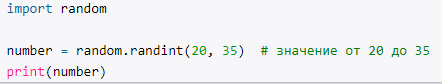 import random
number = random.randint(20, 35)  # значение от 20 до 35
print(number)